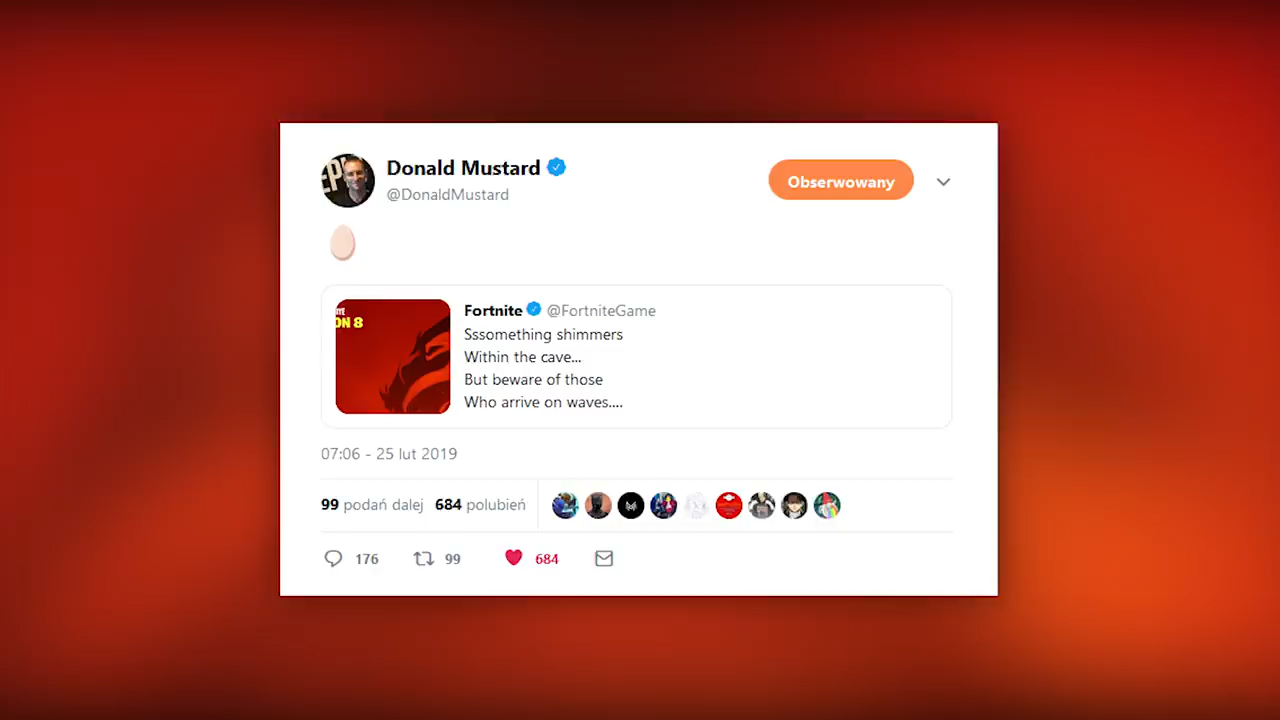 Donald Mustard
@DonaldMustard
Obserwowany
ON 8
Fortnite @FortniteGame
Sssomething shimmers
Within the cave...
But beware of those
Who arrive on waves....
07:06 - 25 lut 2019
99 podań dalej 684 polubień
176 99 684